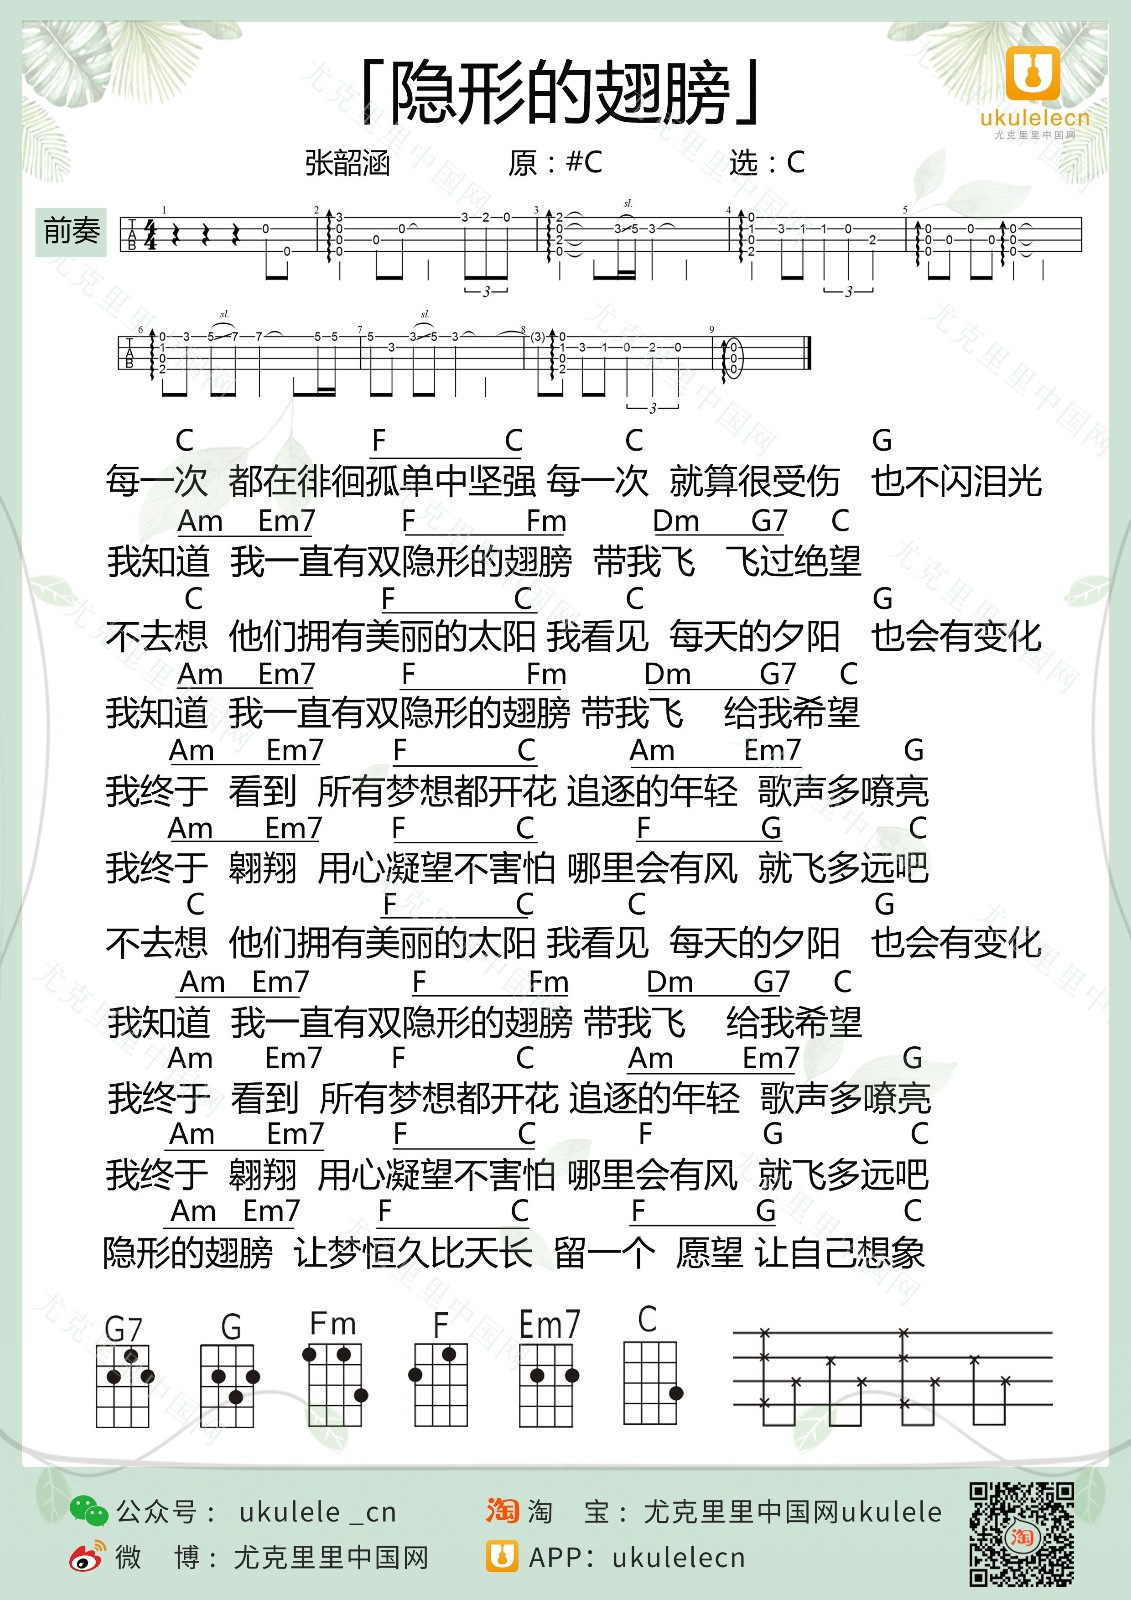 「隐形的翅膀」
ukulelecn
尤克里里中国网
张韶涵 原：#C 选：C
前奏
C F C C G
每一次 都在徘徊孤单中坚强 每一次 就算很受伤 也不闪泪光
Am Em7 F Fm Dm G7 C
我知道 我一直有双隐形的翅膀 带我飞 飞过绝望
C F C C G
不去想 他们拥有美丽的太阳 我看见 每天的夕阳 也会有变化
Am Em7 F Fm Dm G7 C
我知道 我一直有双隐形的翅膀 带我飞 给我希望
Am Em7 F C Am Em7 G
我终于 看到 所有梦想都开花 追逐的年轻 歌声多嘹亮
Am Em7 F C F G C
我终于 翱翔 用心凝望不害怕 哪里会有风 就飞多远吧
C F C C G
不去想 他们拥有美丽的太阳 我看见 每天的夕阳 也会有变化
Am Em7 F Fm Dm G7 C
我知道 我一直有双隐形的翅膀 带我飞 给我希望
Am Em7 F C Am Em7 G
我终于 看到 所有梦想都开花 追逐的年轻 歌声多嘹亮
Am Em7 F C F G C
我终于 翱翔 用心凝望不害怕 哪里会有风 就飞多远吧
Am Em7 F C F G C
隐形的翅膀 让梦恒久比天长 留一个 愿望 让自己想象
G7 G Fm F Em7 C
公众号： ukulele _cn 淘 淘 宝：尤克里里中国网ukulele
微 博：尤克里里中国网 APP：ukulelecn
淘